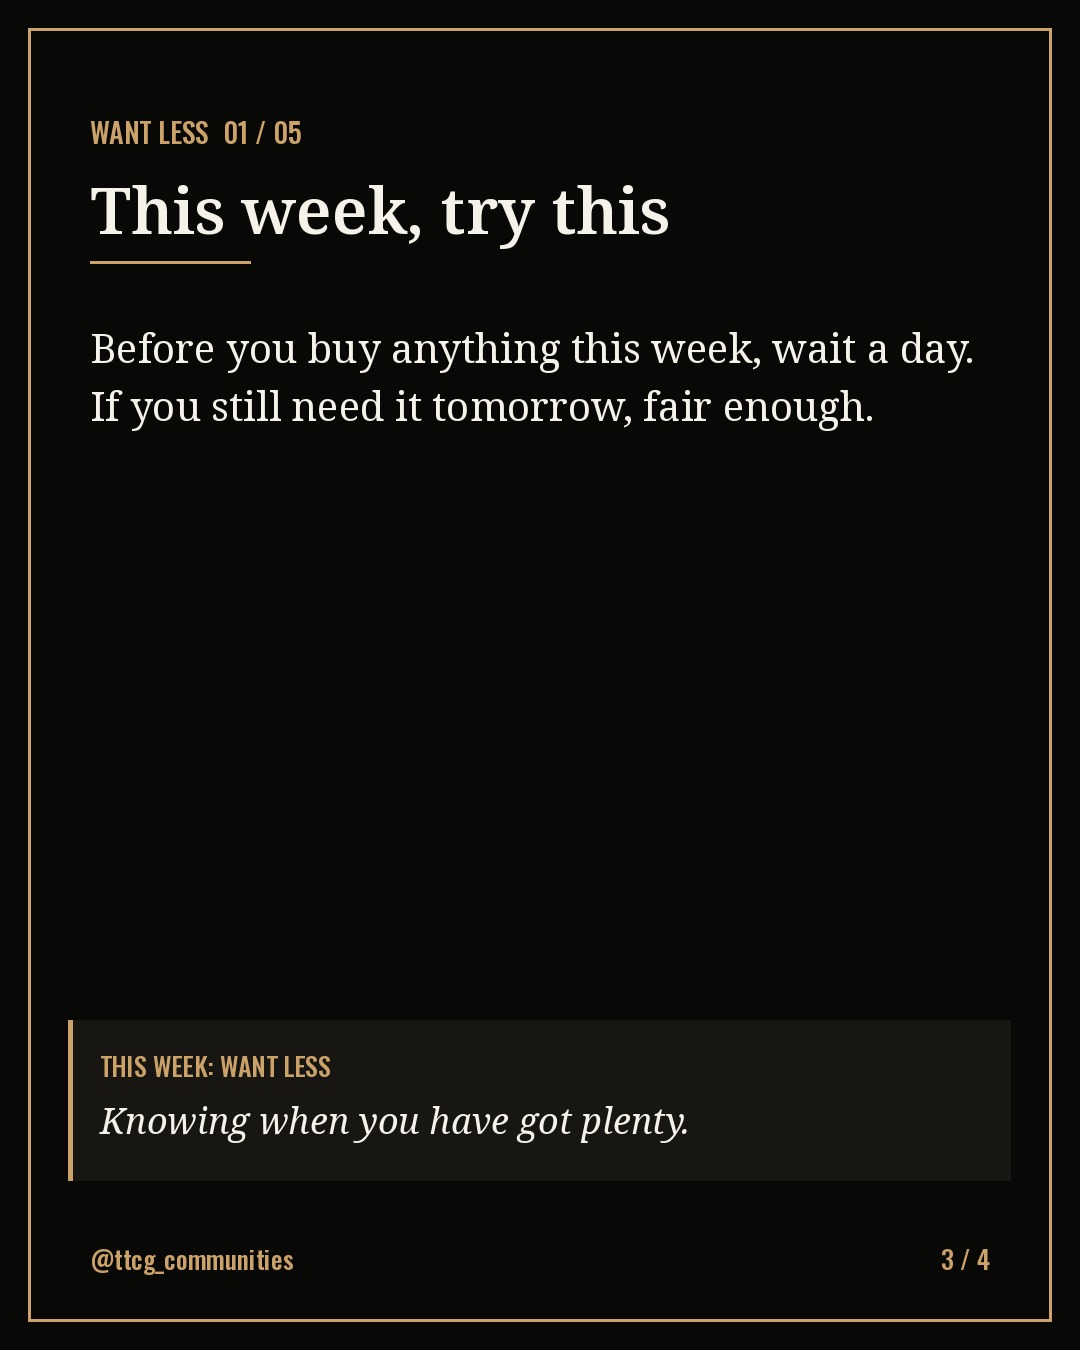 WANT LESS 01 / 05
This week, try this
Before you buy anything this week, wait a day.
If you still need it tomorrow, fair enough.
THIS WEEK: WANT LESS
Knowing when you have got plenty.
@ttcg_communities
3 / 4